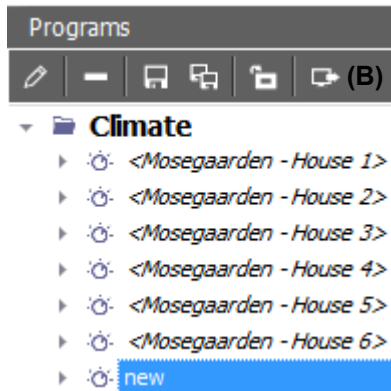 Programs
(B)
Climate
<Mosegaarden - House 1>
<Mosegaarden - House 2>
<Mosegaarden - House 3>
<Mosegaarden - House 4>
<Mosegaarden - House 5>
<Mosegaarden - House 6>
new